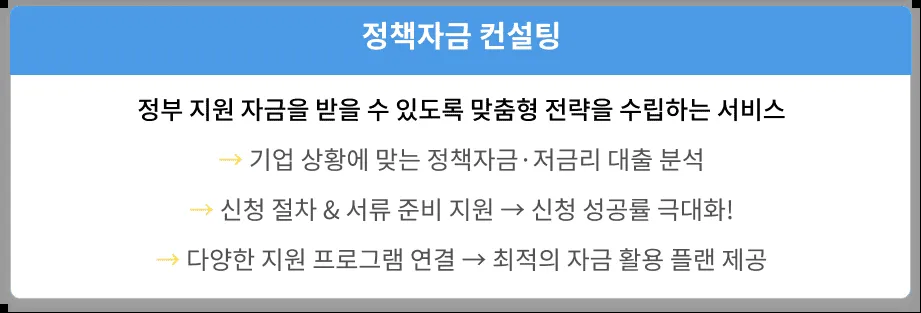 정책자금 컨설팅
정부 지원 자금을 받을 수 있도록 맞춤형 전략을 수립하는 서비스
→ 기업 상황에 맞는 정책자금·저금리 대출 분석
→ 신청 절차 & 서류 준비 지원 → 신청 성공률 극대화!
→ 다양한 지원 프로그램 연결 → 최적의 자금 활용 플랜 제공